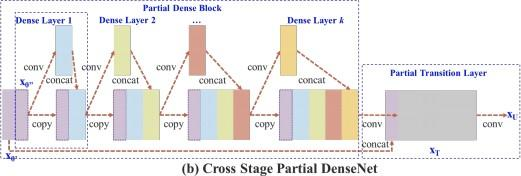 Partial Dense Block
Dense Layer 1
Dense Layer 2
...
Dense Layer k
conv
conv
conv
conv
concat
concat
concat
concat
Partial Transition Layer
x0''
copy
copy
copy
copy
conv
conv
xU
x0'
concat
xT
(b) Cross Stage Partial DenseNet